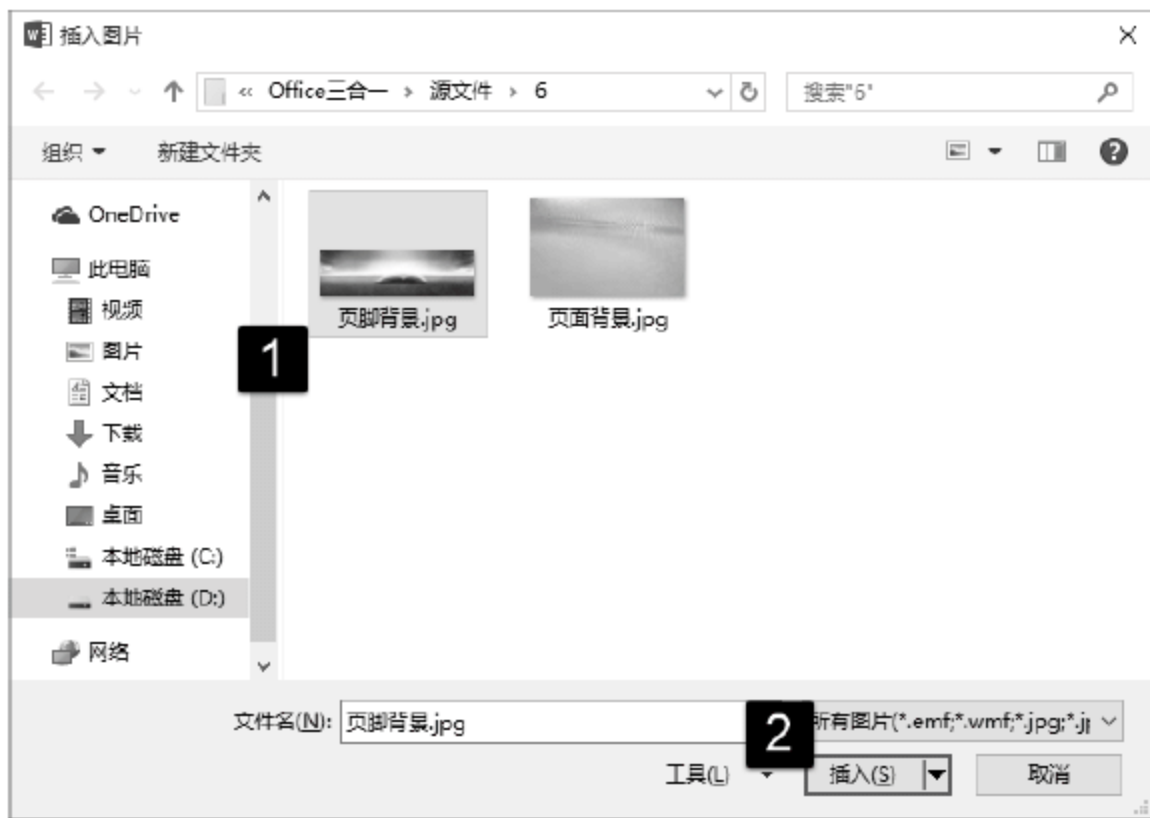 插入图片
« Office三合一 › 源文件 › 6
搜索"6"
组织
新建文件夹
OneDrive
此电脑
视频
图片
文档
下载
音乐
桌面
本地磁盘 (C:)
本地磁盘 (D:)
网络
页脚背景.jpg
页面背景.jpg
1
文件名(N): 页脚背景.jpg
2
所有图片(*.emf;*.wmf;*.jpg;*.jp
工具(L)
插入(S)
取消